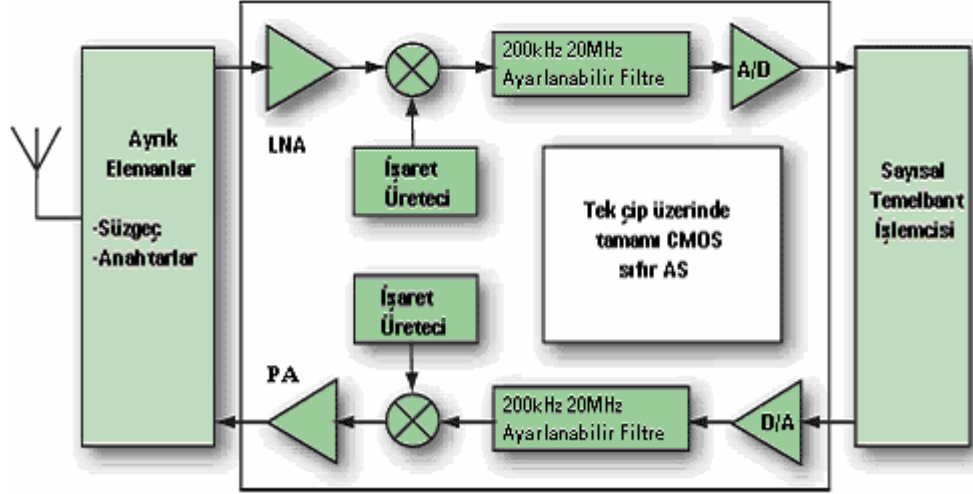 Ayrık
Elemanlar
-Süzgeç
-Anahtarlar
LNA
İşaret
Üreteci
200kHz 20MHz
Ayarlanabilir Filtre
A/D
Tek çip üzerinde
tamamı CMOS
sıfır AS
Sayısal
Temelbant
İşlemcisi
İşaret
Üreteci
PA
200kHz 20MHz
Ayarlanabilir Filtre
D/A